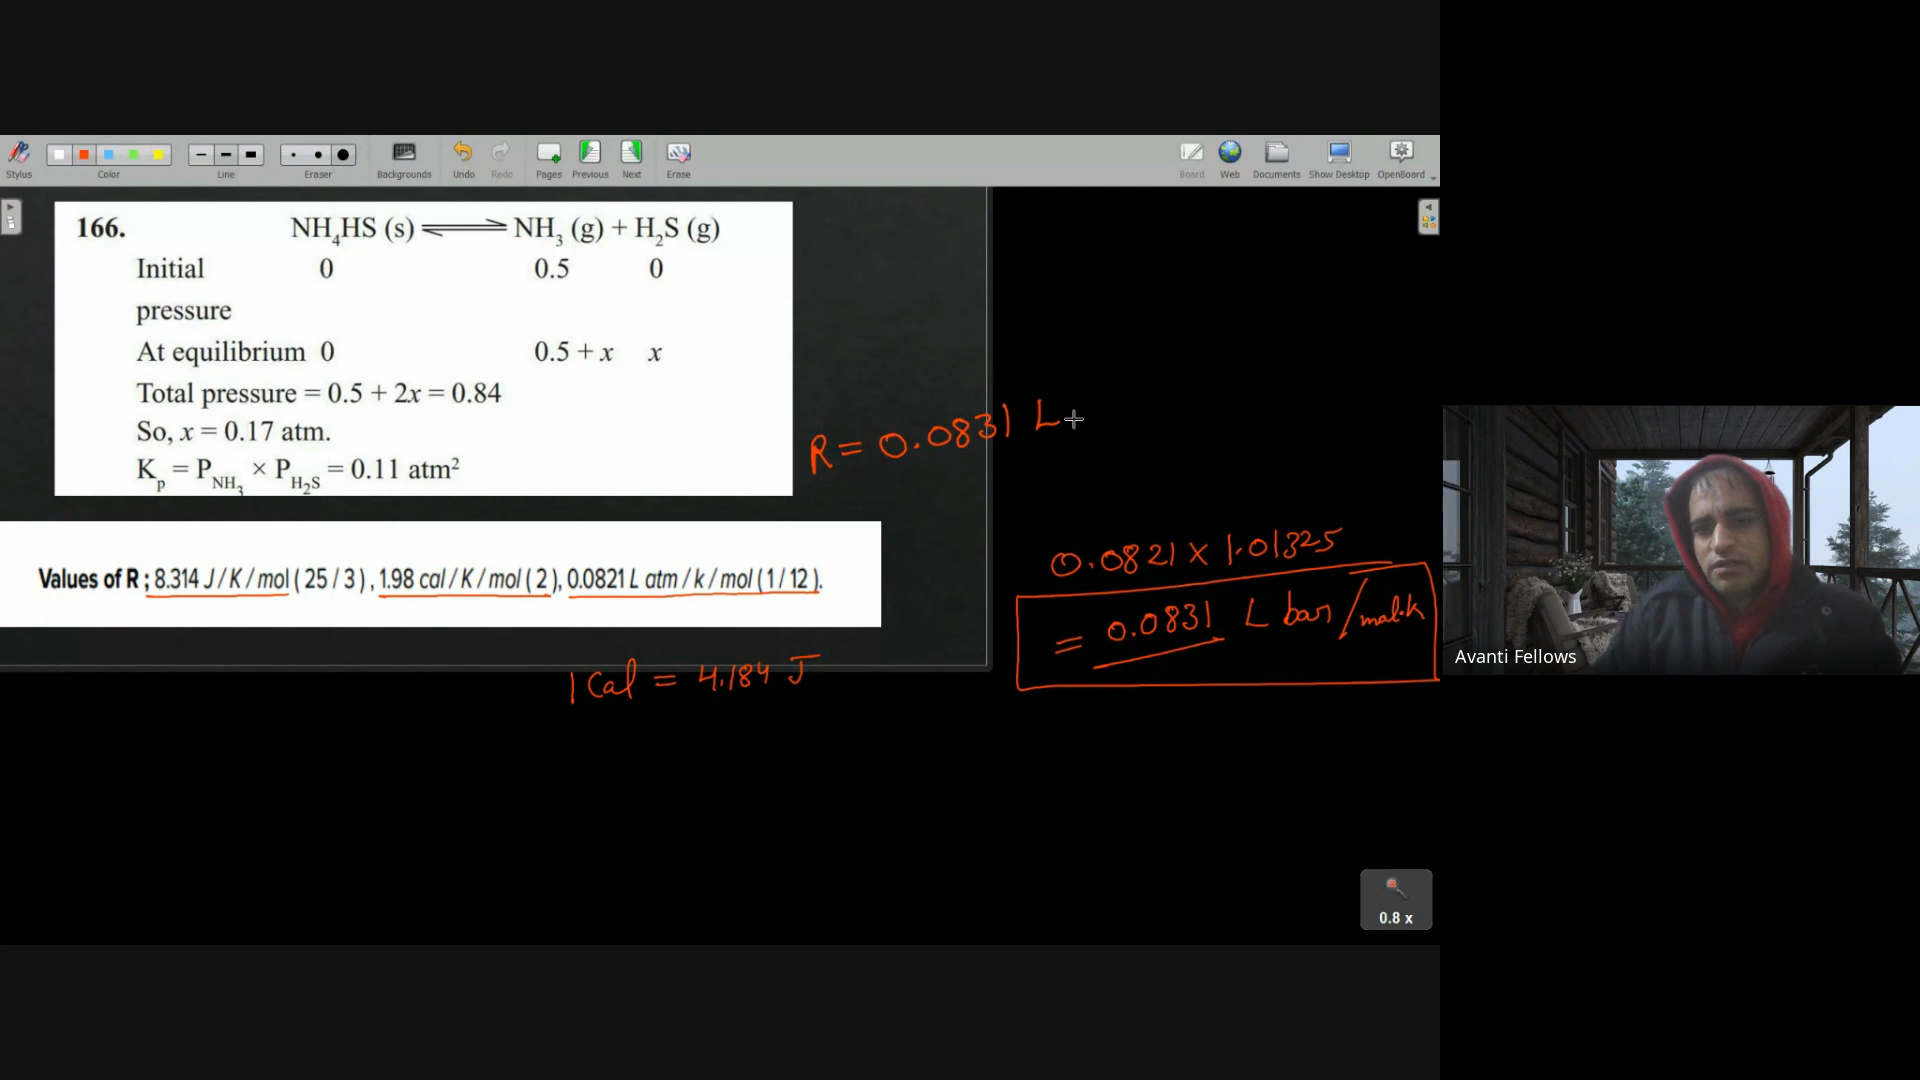 Stylus Color Line Eraser Backgrounds Undo Redo Pages Previous Next Erase Board Web Documents Show Desktop OpenBoard
166. NH₄HS (s) ⇌ NH₃ (g) + H₂S (g)
Initial 0 0.5 0
pressure
At equilibrium 0 0.5 + x x
Total pressure = 0.5 + 2x = 0.84
So, x = 0.17 atm.
Kₚ = P_NH₃ × P_H₂S = 0.11 atm²
R = 0.0831 L
0.0821 × 1.01325
= 0.0831 L bar / mol.k
Values of R ; 8.314 J / K / mol ( 25 / 3 ) , 1.98 cal / K / mol ( 2 ), 0.0821 L atm / k / mol ( 1 / 12 ).
1 Cal = 4.184 J
Avanti Fellows
0.8 x